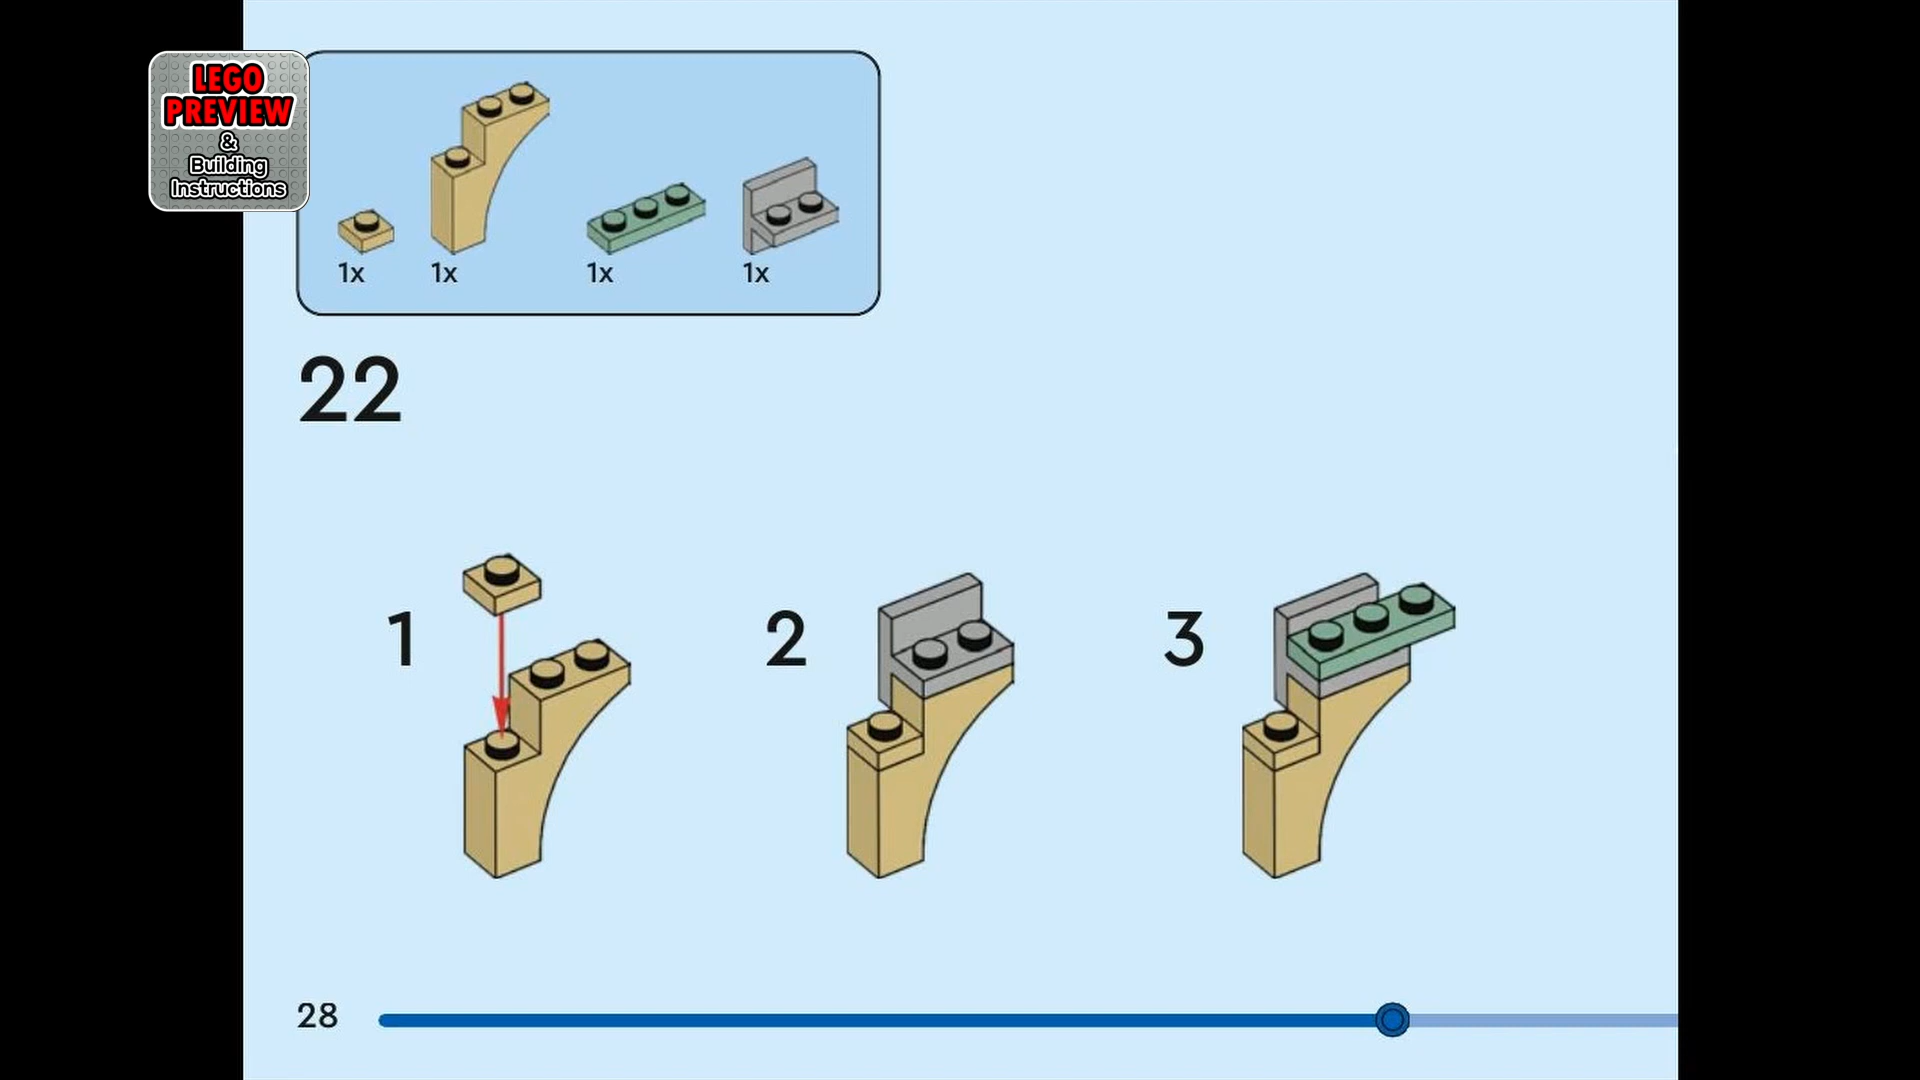 LEGO
PREVIEW
&
Building
Instructions
1x 1x 1x 1x
22
1 2 3
28